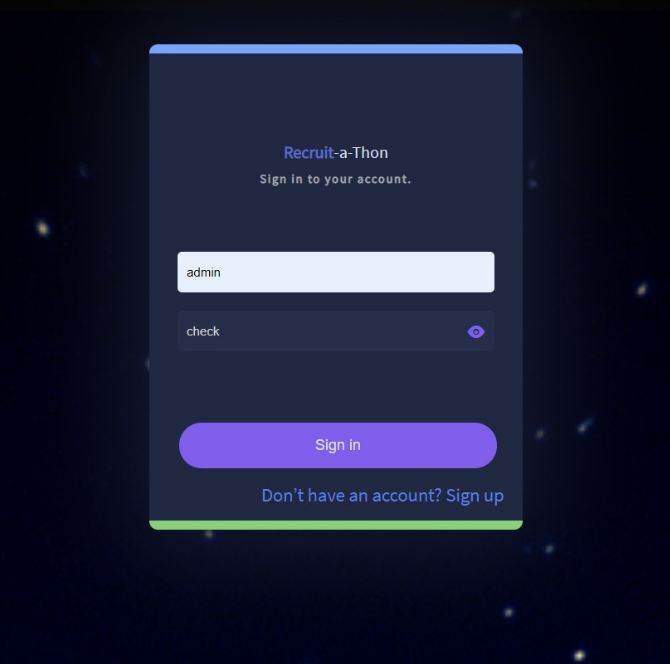 Recruit-a-Thon
Sign in to your account.
admin
check
Sign in
Don't have an account? Sign up